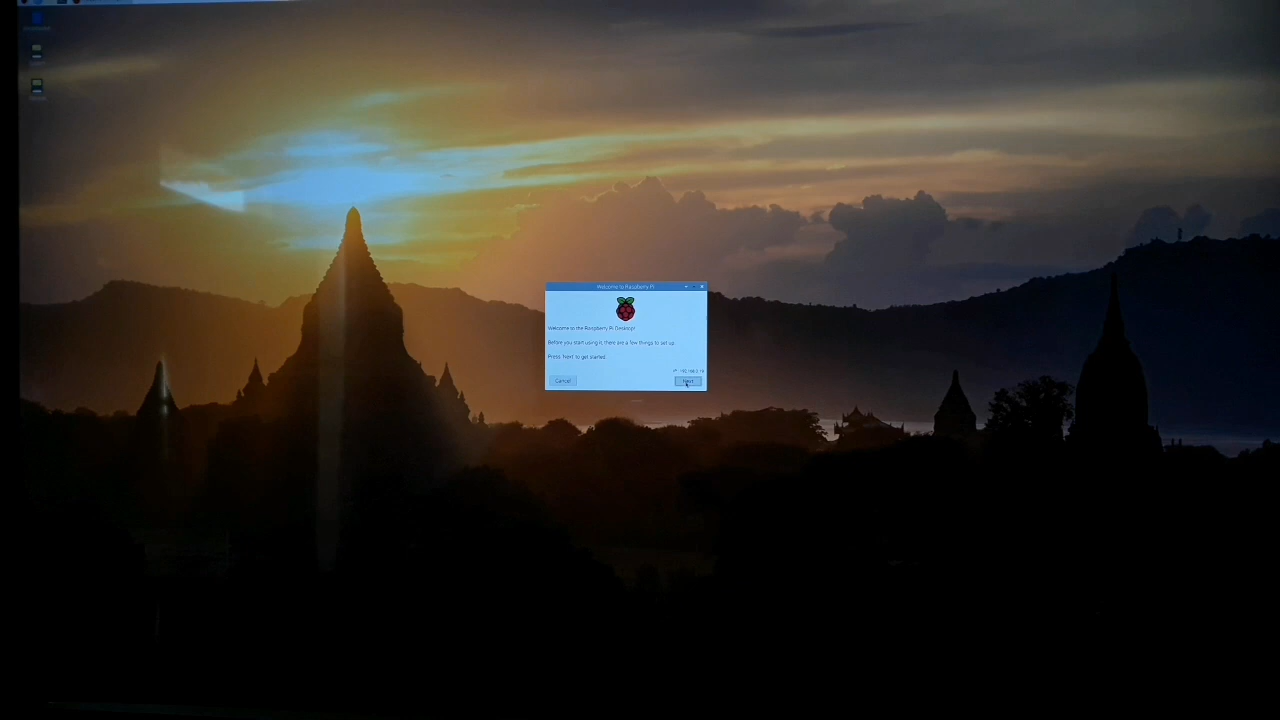 Welcome to Raspberry Pi
Welcome to the Raspberry Pi Desktop!
Before you start using it, there are a few things to set up.
Press 'Next' to get started.
Cancel
Next